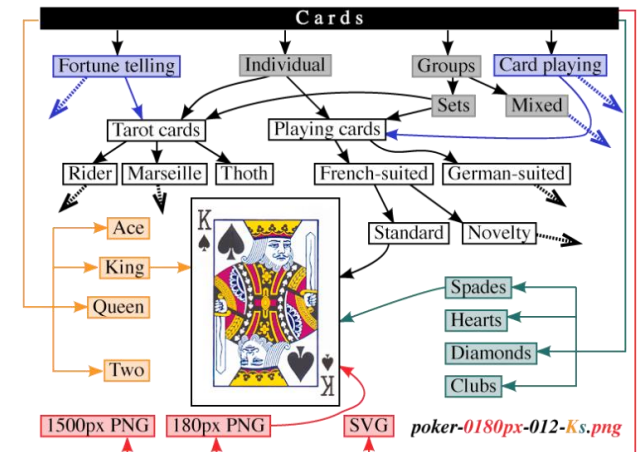 Cards
Fortune telling
Individual
Groups
Card playing
Sets
Mixed
Tarot cards
Playing cards
Rider
Marseille
Thoth
French-suited
German-suited
Ace
Standard
Novelty
K
King
Spades
Queen
Hearts
Diamonds
Two
Clubs
K
1500px PNG
180px PNG
SVG
poker-0180px-012-Ks.png